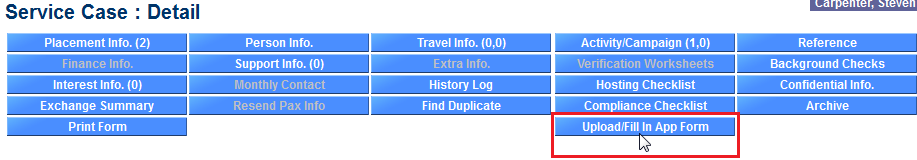 Carpenter, Steven
Service Case : Detail
Placement Info. (2) Person Info. Travel Info. (0,0) Activity/Campaign (1,0) Reference
Finance Info. Support Info. (0) Extra Info. Verification Worksheets Background Checks
Interest Info. (0) Monthly Contact History Log Hosting Checklist Confidential Info.
Exchange Summary Resend Pax Info Find Duplicate Compliance Checklist Archive
Print Form Upload/Fill In App Form